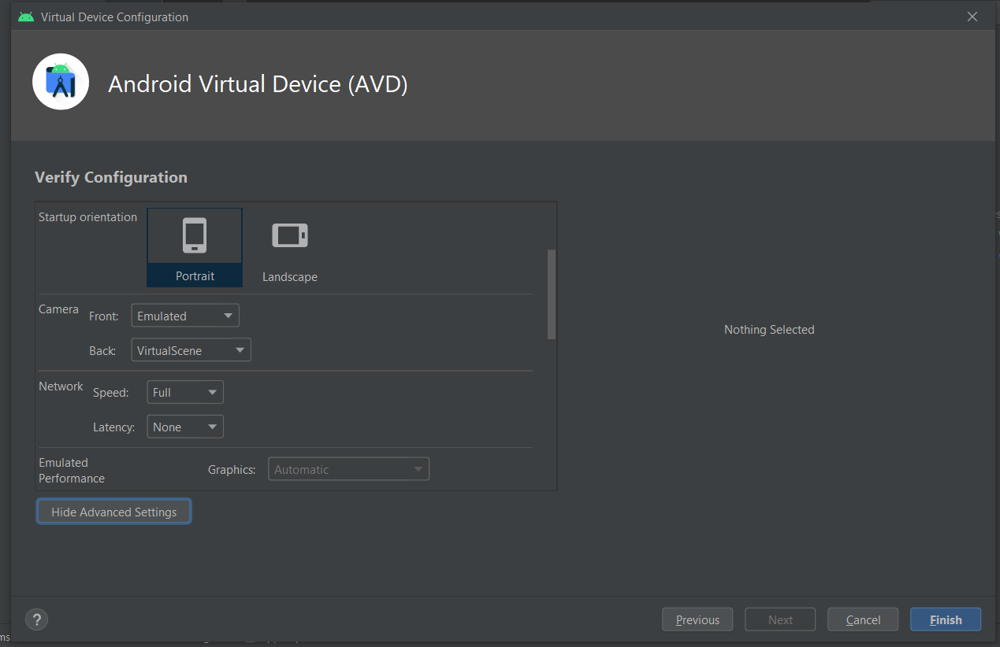 Virtual Device Configuration
Android Virtual Device (AVD)
Verify Configuration
Startup orientation
Portrait
Landscape
Camera
Front:
Emulated
Back:
VirtualScene
Network
Speed:
Full
Latency:
None
Emulated
Performance
Graphics:
Automatic
Nothing Selected
Hide Advanced Settings
?
Previous
Next
Cancel
Finish